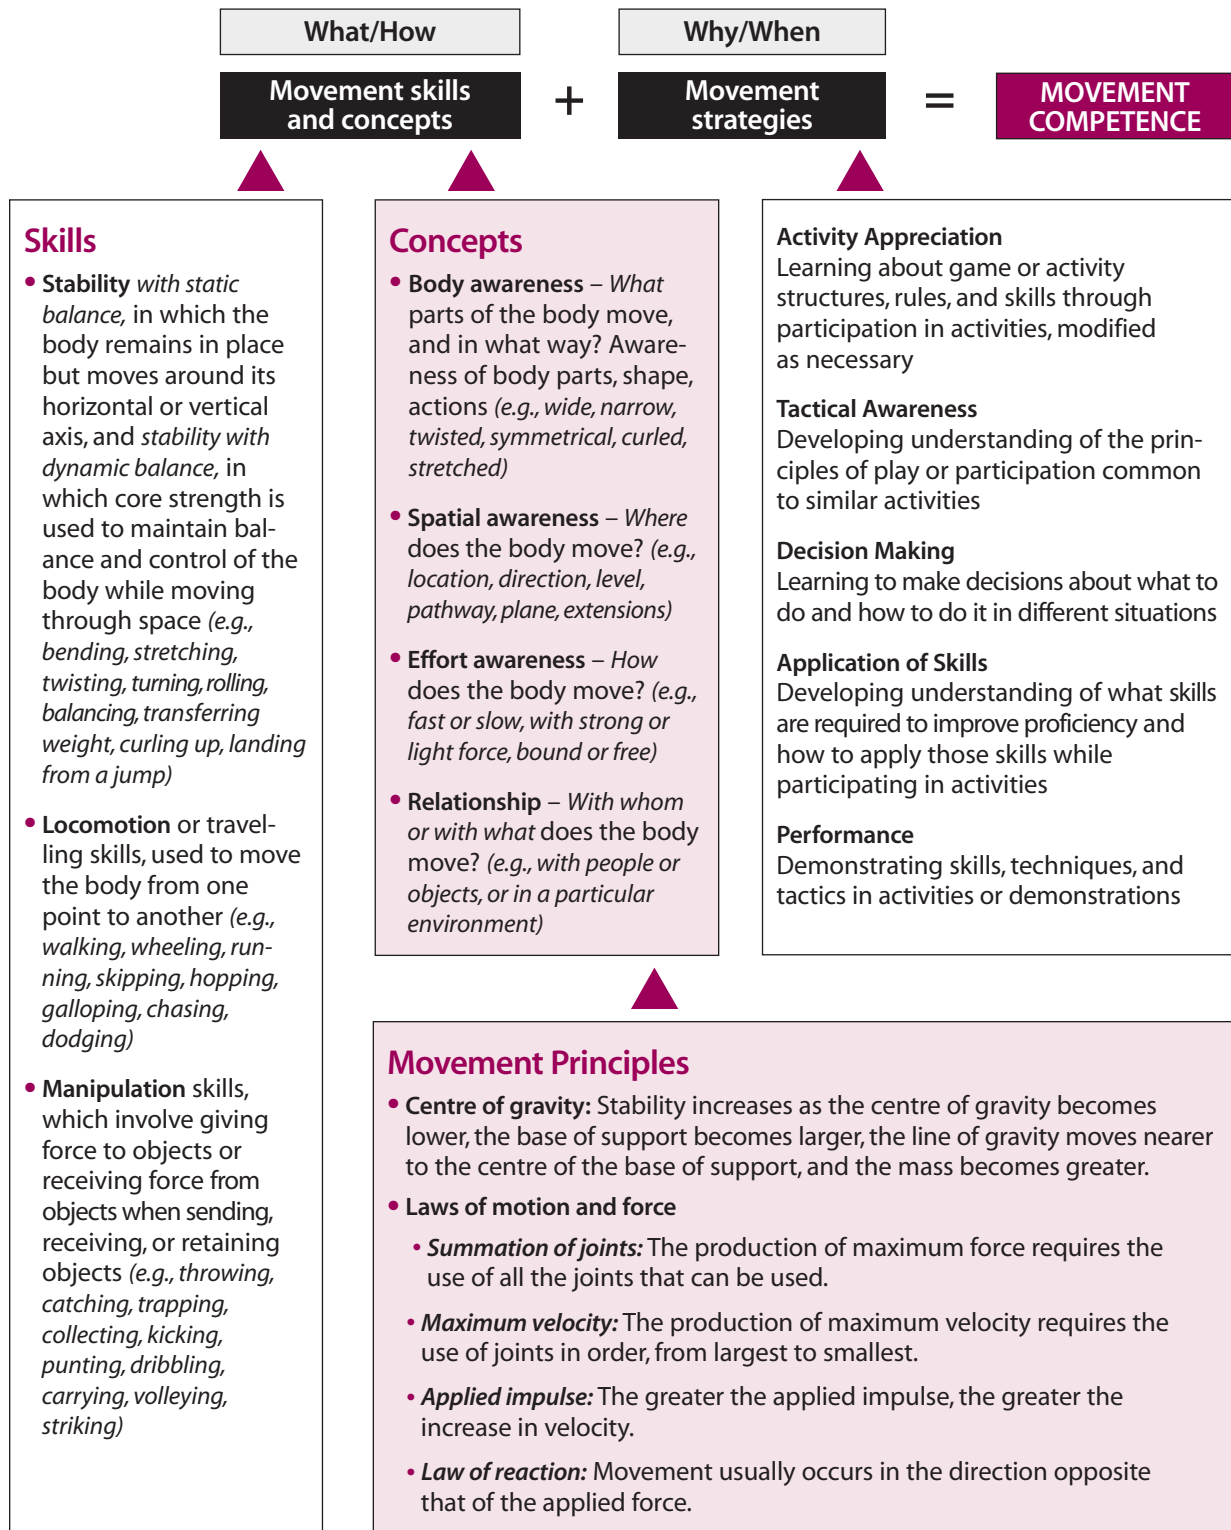 What/How
Why/When
Movement skills
and concepts
+
Movement
strategies
=
MOVEMENT
COMPETENCE
Skills
• Stability with static
balance, in which the
body remains in place
but moves around its
horizontal or vertical
axis, and stability with
dynamic balance, in
which core strength is
used to maintain bal-
ance and control of the
body while moving
through space (e.g.,
bending, stretching,
twisting, turning, rolling,
balancing, transferring
weight, curling up, landing
from a jump)
• Locomotion or travel-
ling skills, used to move
the body from one
point to another (e.g.,
walking, wheeling, run-
ning, skipping, hopping,
galloping, chasing,
dodging)
• Manipulation skills,
which involve giving
force to objects or
receiving force from
objects when sending,
receiving, or retaining
objects (e.g., throwing,
catching, trapping,
collecting, kicking,
punting, dribbling,
carrying, volleying,
striking)
Concepts
• Body awareness – What
parts of the body move,
and in what way? Aware-
ness of body parts, shape,
actions (e.g., wide, narrow,
twisted, symmetrical, curled,
stretched)
• Spatial awareness – Where
does the body move? (e.g.,
location, direction, level,
pathway, plane, extensions)
• Effort awareness – How
does the body move? (e.g.,
fast or slow, with strong or
light force, bound or free)
• Relationship – With whom
or with what does the body
move? (e.g., with people or
objects, or in a particular
environment)
Activity Appreciation
Learning about game or activity
structures, rules, and skills through
participation in activities, modified
as necessary
Tactical Awareness
Developing understanding of the prin-
ciples of play or participation common
to similar activities
Decision Making
Learning to make decisions about what to
do and how to do it in different situations
Application of Skills
Developing understanding of what skills
are required to improve proficiency and
how to apply those skills while
participating in activities
Performance
Demonstrating skills, techniques, and
tactics in activities or demonstrations
Movement Principles
• Centre of gravity: Stability increases as the centre of gravity becomes
lower, the base of support becomes larger, the line of gravity moves nearer
to the centre of the base of support, and the mass becomes greater.
• Laws of motion and force
• Summation of joints: The production of maximum force requires the
use of all the joints that can be used.
• Maximum velocity: The production of maximum velocity requires the
use of joints in order, from largest to smallest.
• Applied impulse: The greater the applied impulse, the greater the
increase in velocity.
• Law of reaction: Movement usually occurs in the direction opposite
that of the applied force.